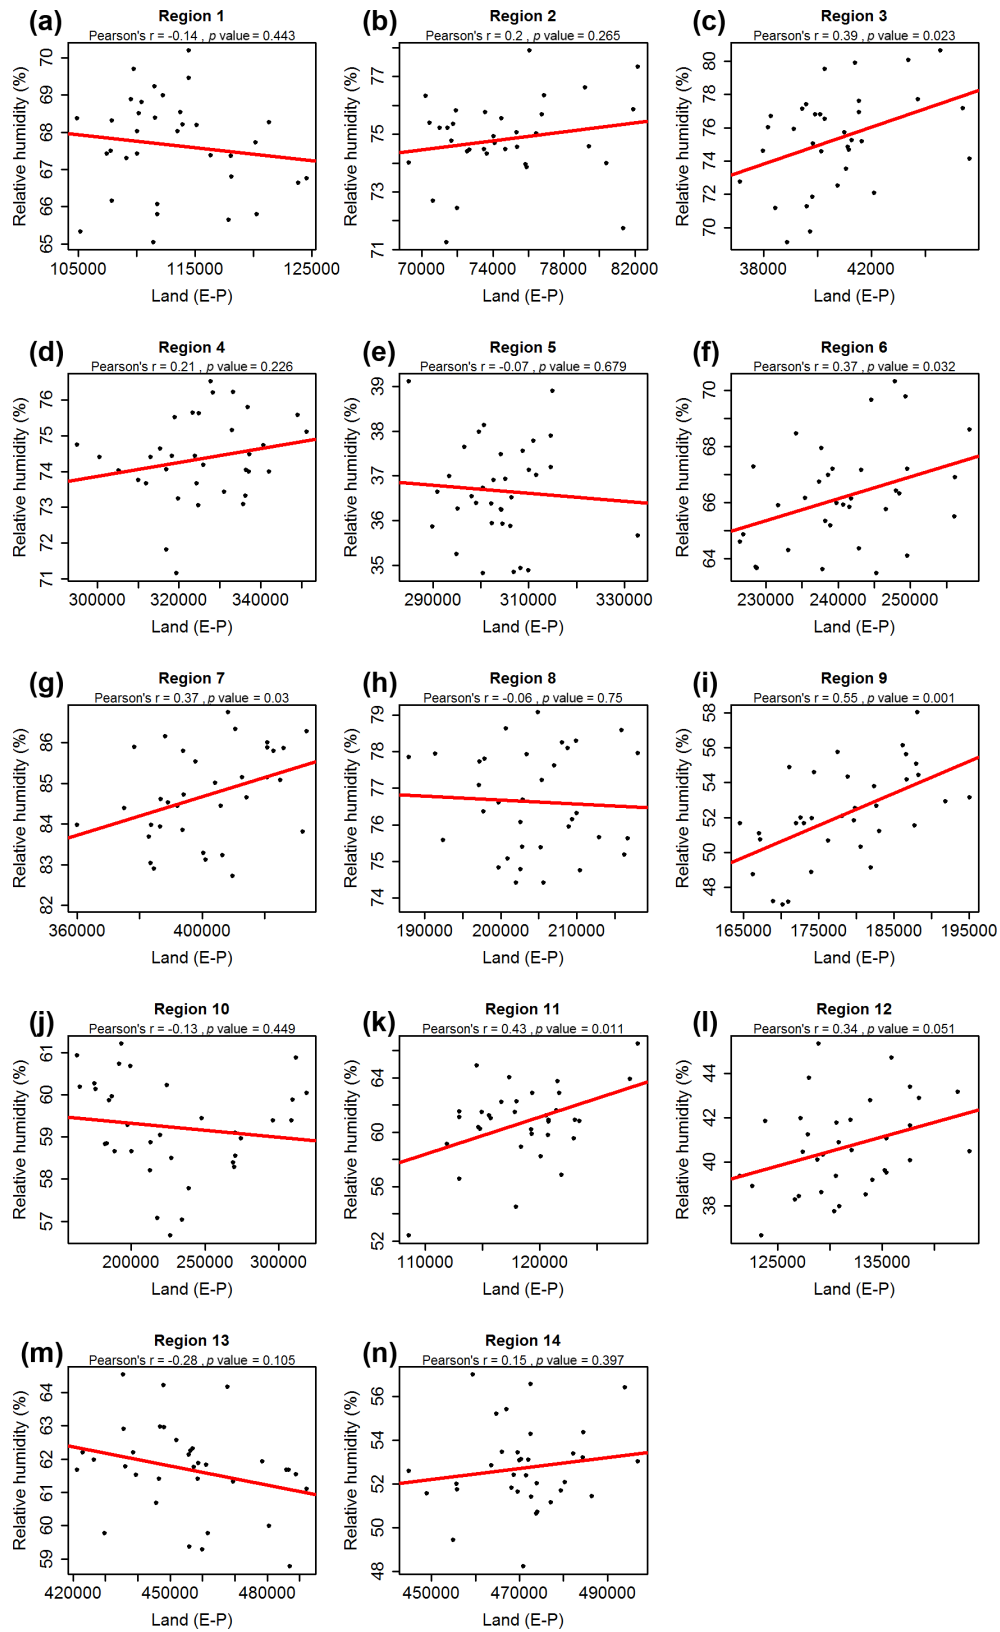 (a)
Region 1
Pearson's r = -0.14 , p value = 0.443
Relative humidity (%)
65 66 67 68 69 70
105000 115000 125000
Land (E-P)
(b)
Region 2
Pearson's r = 0.2 , p value = 0.265
Relative humidity (%)
71 73 75 77
70000 74000 78000 82000
Land (E-P)
(c)
Region 3
Pearson's r = 0.39 , p value = 0.023
Relative humidity (%)
70 72 74 76 78 80
38000 42000
Land (E-P)
(d)
Region 4
Pearson's r = 0.21 , p value = 0.226
Relative humidity (%)
71 72 73 74 75 76
300000 320000 340000
Land (E-P)
(e)
Region 5
Pearson's r = -0.07 , p value = 0.679
Relative humidity (%)
35 36 37 38 39
290000 310000 330000
Land (E-P)
(f)
Region 6
Pearson's r = 0.37 , p value = 0.032
Relative humidity (%)
64 66 68 70
230000 240000 250000
Land (E-P)
(g)
Region 7
Pearson's r = 0.37 , p value = 0.03
Relative humidity (%)
82 83 84 85 86
360000 400000
Land (E-P)
(h)
Region 8
Pearson's r = -0.06 , p value = 0.75
Relative humidity (%)
74 75 76 77 78 79
190000 200000 210000
Land (E-P)
(i)
Region 9
Pearson's r = 0.55 , p value = 0.001
Relative humidity (%)
48 50 52 54 56 58
165000 175000 185000 195000
Land (E-P)
(j)
Region 10
Pearson's r = -0.13 , p value = 0.449
Relative humidity (%)
57 58 59 60 61
200000 250000 300000
Land (E-P)
(k)
Region 11
Pearson's r = 0.43 , p value = 0.011
Relative humidity (%)
52 56 60 64
110000 120000
Land (E-P)
(l)
Region 12
Pearson's r = 0.34 , p value = 0.051
Relative humidity (%)
38 40 42 44
125000 135000
Land (E-P)
(m)
Region 13
Pearson's r = -0.28 , p value = 0.105
Relative humidity (%)
59 60 61 62 63 64
420000 450000 480000
Land (E-P)
(n)
Region 14
Pearson's r = 0.15 , p value = 0.397
Relative humidity (%)
48 50 52 54 56
450000 470000 490000
Land (E-P)